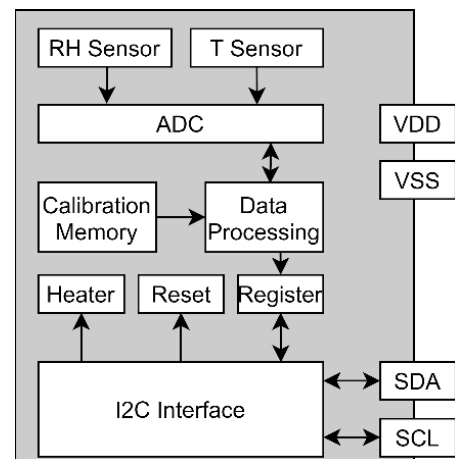 RH Sensor
T Sensor
ADC
VDD
VSS
Calibration
Memory
Data
Processing
Heater
Reset
Register
I2C Interface
SDA
SCL